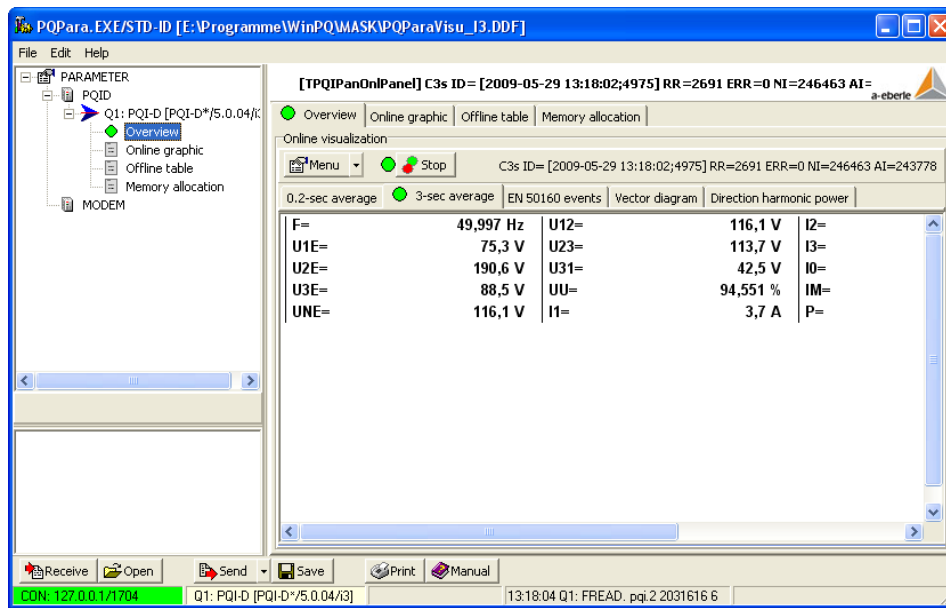 PQPara.EXE/STD-ID [E:\Programme\WinPQ\MASK\PQParaVisu_I3.DDF]
File Edit Help
PARAMETER
PQID
Q1: PQI-D [PQI-D*/5.0.04/i3
Overview
Online graphic
Offline table
Memory allocation
MODEM
[TPQIPanOnlPanel] C3s ID= [2009-05-29 13:18:02;4975] RR=2691 ERR=0 NI=246463 AI=
a-eberle
Overview Online graphic Offline table Memory allocation
Online visualization
Menu Stop C3s ID= [2009-05-29 13:18:02;4975] RR=2691 ERR=0 NI=246463 AI=243778
0.2-sec average 3-sec average EN 50160 events Vector diagram Direction harmonic power
F= 49,997 Hz U12= 116,1 V I2=
U1E= 75,3 V U23= 113,7 V I3=
U2E= 190,6 V U31= 42,5 V I0=
U3E= 88,5 V UU= 94,551 % IM=
UNE= 116,1 V I1= 3,7 A P=
Receive Open Send Save Print Manual
CON: 127.0.0.1/1704 Q1: PQI-D [PQI-D*/5.0.04/i3] 13:18:04 Q1: FREAD. pqi.2 2031616 6